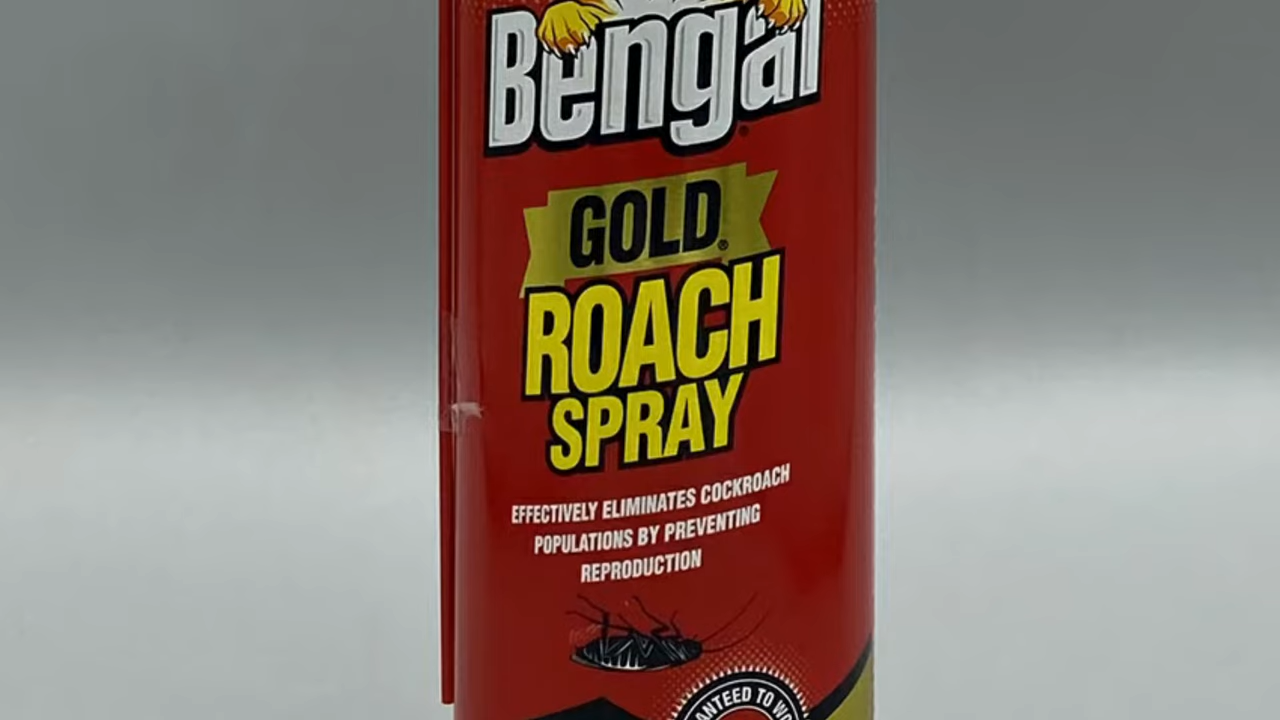 Bengal®
GOLD®
ROACH
SPRAY
EFFECTIVELY ELIMINATES COCKROACH
POPULATIONS BY PREVENTING
REPRODUCTION